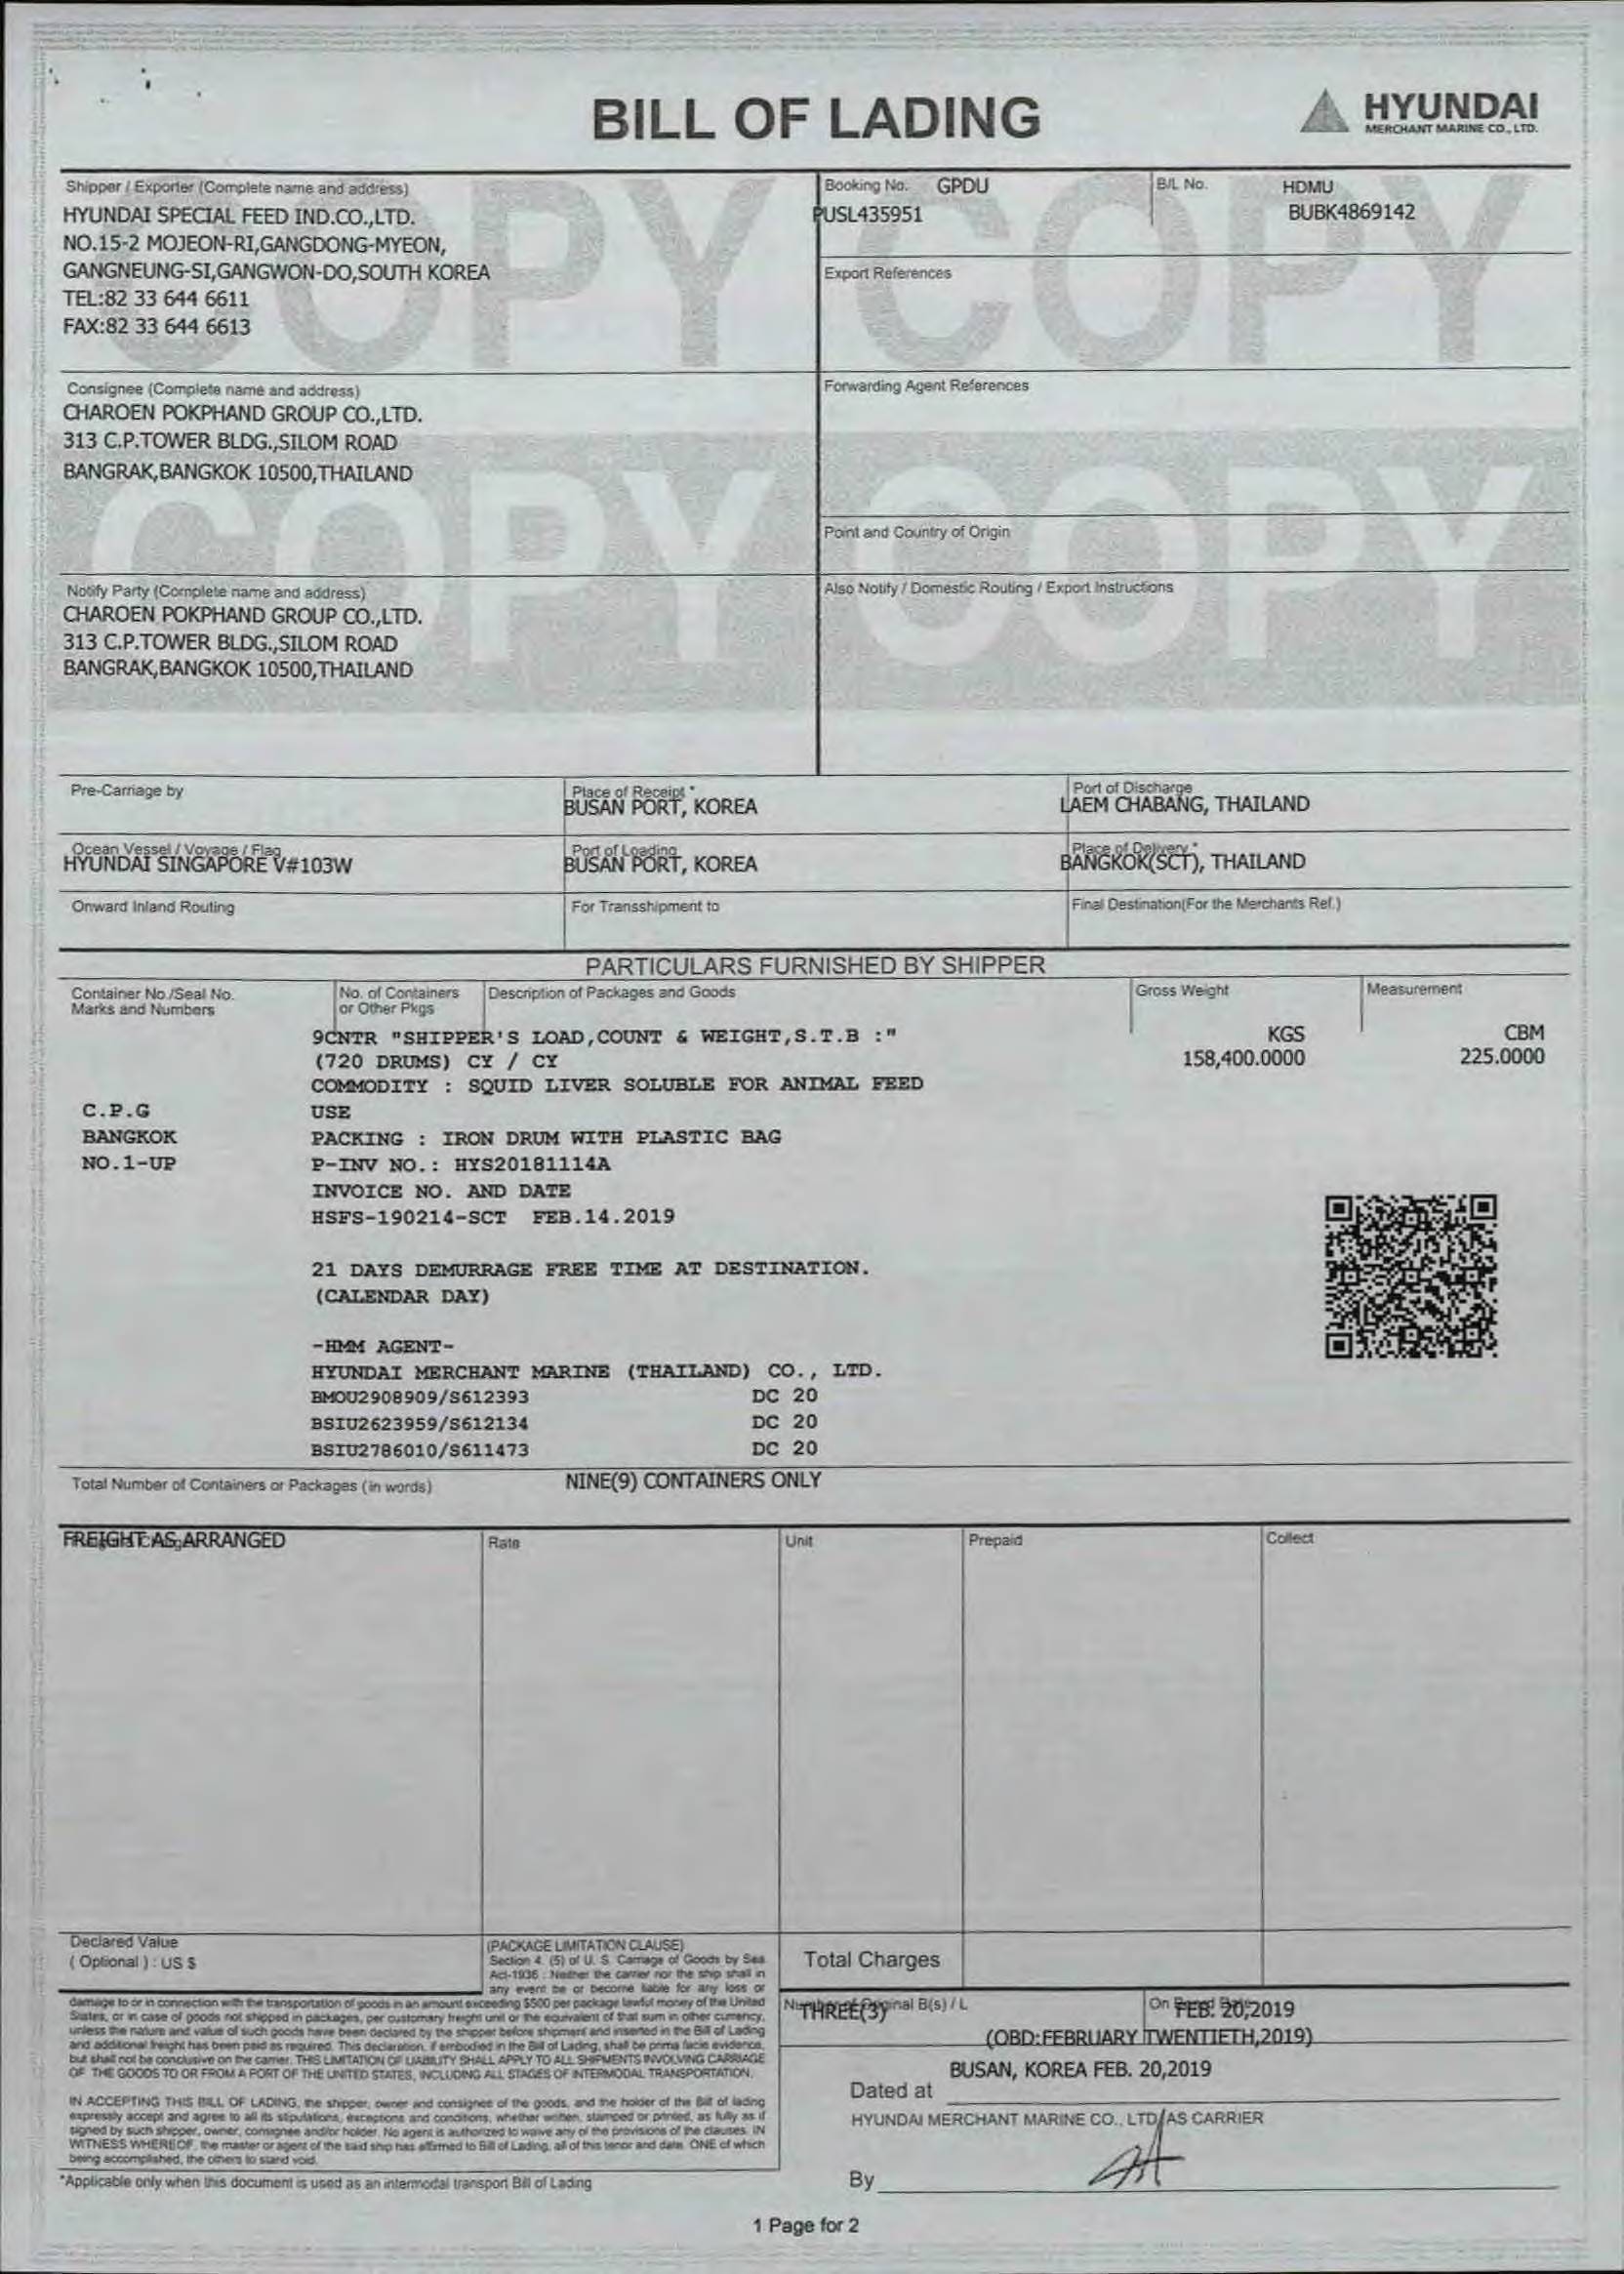 BILL OF LADING
HYUNDAI
MERCHANT MARINE CO., LTD.
Shipper / Exporter (Complete name and address)
HYUNDAI SPECIAL FEED IND.CO.,LTD.
NO.15-2 MOJEON-RI,GANGDONG-MYEON,
GANGNEUNG-SI,GANGWON-DO,SOUTH KOREA
TEL:82 33 644 6611
FAX:82 33 644 6613
Booking No. GPDU
PUSL435951
B/L No. HDMU
BUBK4869142
Export References
COPY COPY
Consignee (Complete name and address)
CHAROEN POKPHAND GROUP CO.,LTD.
313 C.P.TOWER BLDG.,SILOM ROAD
BANGRAK,BANGKOK 10500,THAILAND
Forwarding Agent References
COPY COPY
Point and Country of Origin
Notify Party (Complete name and address)
CHAROEN POKPHAND GROUP CO.,LTD.
313 C.P.TOWER BLDG.,SILOM ROAD
BANGRAK,BANGKOK 10500,THAILAND
Also Notify / Domestic Routing / Export Instructions
Pre-Carriage by
Place of Receipt *
BUSAN PORT, KOREA
Port of Discharge
LAEM CHABANG, THAILAND
Ocean Vessel / Voyage / Flag
HYUNDAI SINGAPORE V#103W
Port of Loading
BUSAN PORT, KOREA
Place of Delivery *
BANGKOK(SCT), THAILAND
Onward Inland Routing
For Transshipment to
Final Destination(For the Merchants Ref.)
PARTICULARS FURNISHED BY SHIPPER
Container No./Seal No.
Marks and Numbers
No. of Containers
or Other Pkgs
Description of Packages and Goods
Gross Weight
Measurement
9CNTR "SHIPPER'S LOAD,COUNT & WEIGHT,S.T.B :" KGS CBM
(720 DRUMS) CY / CY 158,400.0000 225.0000
COMMODITY : SQUID LIVER SOLUBLE FOR ANIMAL FEED
C.P.G USE
BANGKOK PACKING : IRON DRUM WITH PLASTIC BAG
NO.1-UP P-INV NO.: HYS20181114A
INVOICE NO. AND DATE
HSFS-190214-SCT FEB.14.2019
21 DAYS DEMURRAGE FREE TIME AT DESTINATION.
(CALENDAR DAY)
-HMM AGENT-
HYUNDAI MERCHANT MARINE (THAILAND) CO., LTD.
BMOU2908909/S612393 DC 20
BSIU2623959/S612134 DC 20
BSIU2786010/S611473 DC 20
Total Number of Containers or Packages (in words) NINE(9) CONTAINERS ONLY
FREIGHT AS ARRANGED
Rate
Unit
Prepaid
Collect
Declared Value
( Optional ) : US $
(PACKAGE LIMITATION CLAUSE)
Section 4. (5) of U. S. Carriage of Goods by Sea
Act-1936 : Neither the carrier nor the ship shall in
any event be or become liable for any loss or
damage to or in connection with the transportation of goods in an amount exceeding $500 per package lawful money of the United
States, or in case of goods not shipped in packages, per customary freight unit or the equivalent of that sum in other currency,
unless the nature and value of such goods have been declared by the shipper before shipment and inserted in the Bill of Lading
and additional freight has been paid as required. This declaration, if embodied in the Bill of Lading, shall be prima facie evidence,
but shall not be conclusive on the carrier. THIS LIMITATION OF LIABILITY SHALL APPLY TO ALL SHIPMENTS INVOLVING CARRIAGE
OF THE GOODS TO OR FROM A PORT OF THE UNITED STATES, INCLUDING ALL STAGES OF INTERMODAL TRANSPORTATION.
IN ACCEPTING THIS BILL OF LADING, the shipper, owner and consignee of the goods, and the holder of the Bill of lading
expressly accept and agree to all its stipulations, exceptions and conditions, whether written, stamped or printed, as fully as if
signed by such shipper, owner, consignee and/or holder. No agent is authorized to waive any of the provisions of the clauses. IN
WITNESS WHEREOF, the master or agent of the said ship has affirmed to Bill of Lading, all of this tenor and date. ONE of which
being accomplished, the others to stand void.
*Applicable only when this document is used as an intermodal transport Bill of Lading
Total Charges
Number of Original B(s) / L
THREE(3)
On Board Date
FEB. 20,2019
(OBD:FEBRUARY TWENTIETH,2019)
BUSAN, KOREA FEB. 20,2019
Dated at
HYUNDAI MERCHANT MARINE CO., LTD AS CARRIER
By
1 Page for 2